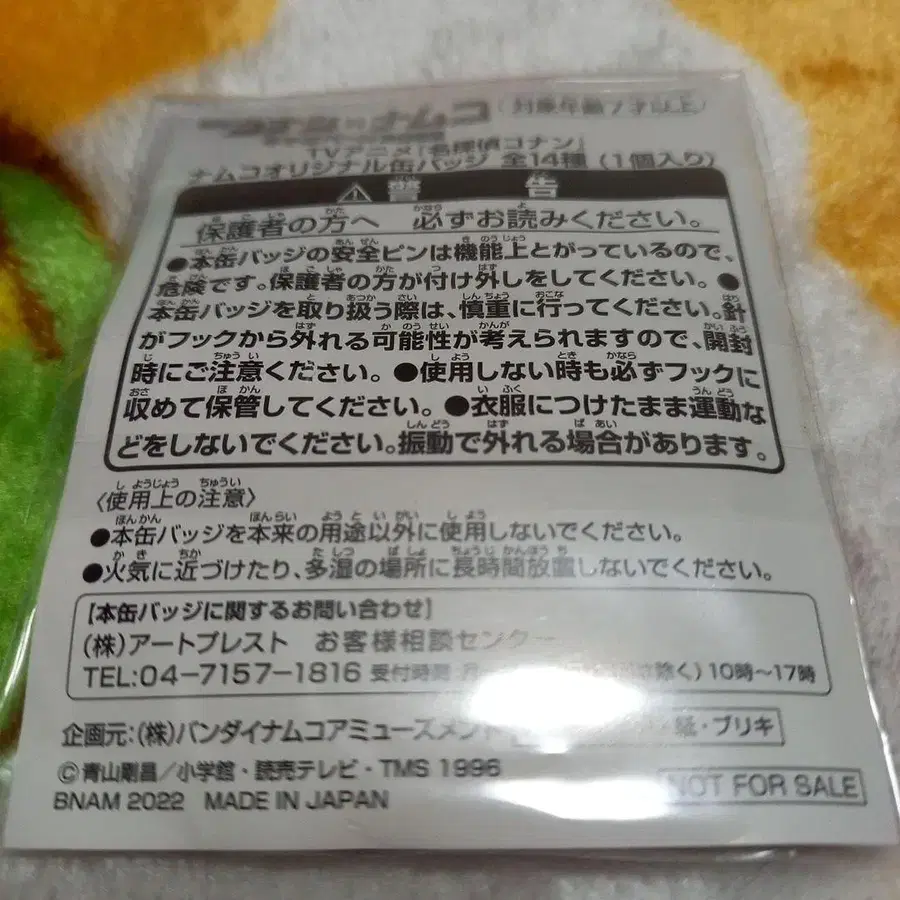 対象年齢7才以上
TVアニメ『名探偵コナン』
ナムコオリジナル缶バッジ 全14種 (1個入り)
⚠警告
保護者の方へ 必ずお読みください。
●本缶バッジの安全ピンは機能上とがっているので、
危険です。保護者の方が付け外しをしてください。●
本缶バッジを取り扱う際は、慎重に行ってください。針
がフックから外れる可能性が考えられますので、開封
時にご注意ください。●使用しない時も必ずフックに
収めて保管してください。●衣服につけたまま運動な
どをしないでください。振動で外れる場合があります。
〈使用上の注意〉
●本缶バッジを本来の用途以外に使用しないでください。
●火気に近づけたり、多湿の場所に長時間放置しないでください。
【本缶バッジに関するお問い合わせ】
(株)アートプレスト お客様相談センター
TEL:04-7157-1816 受付時間 月 除く) 10時〜17時
企画元:(株)バンダイナムコアミューズメント 紙・ブリキ
©青山剛昌/小学館・読売テレビ・TMS 1996
BNAM 2022 MADE IN JAPAN
NOT FOR SALE